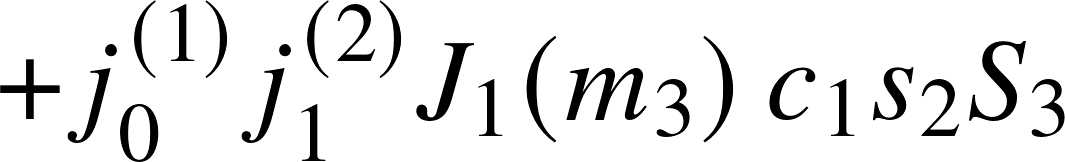 $+j_0^{(1)} j_1^{(2)} J_1(m_3) c_1 s_2 S_3$